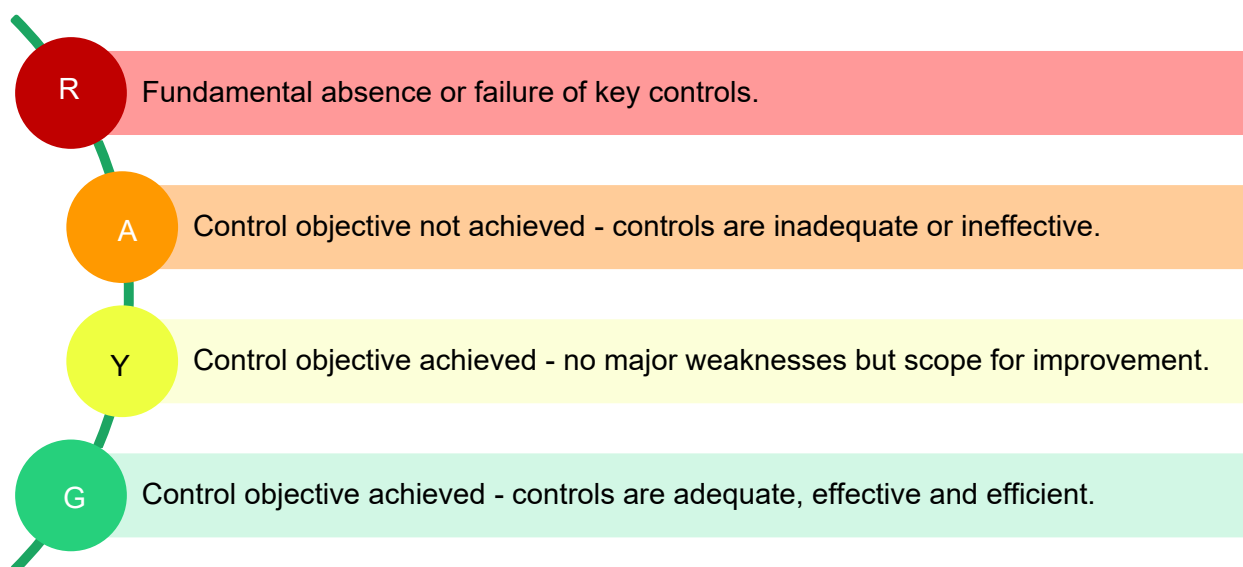 R
Fundamental absence or failure of key controls.
A
Control objective not achieved - controls are inadequate or ineffective.
Y
Control objective achieved - no major weaknesses but scope for improvement.
G
Control objective achieved - controls are adequate, effective and efficient.